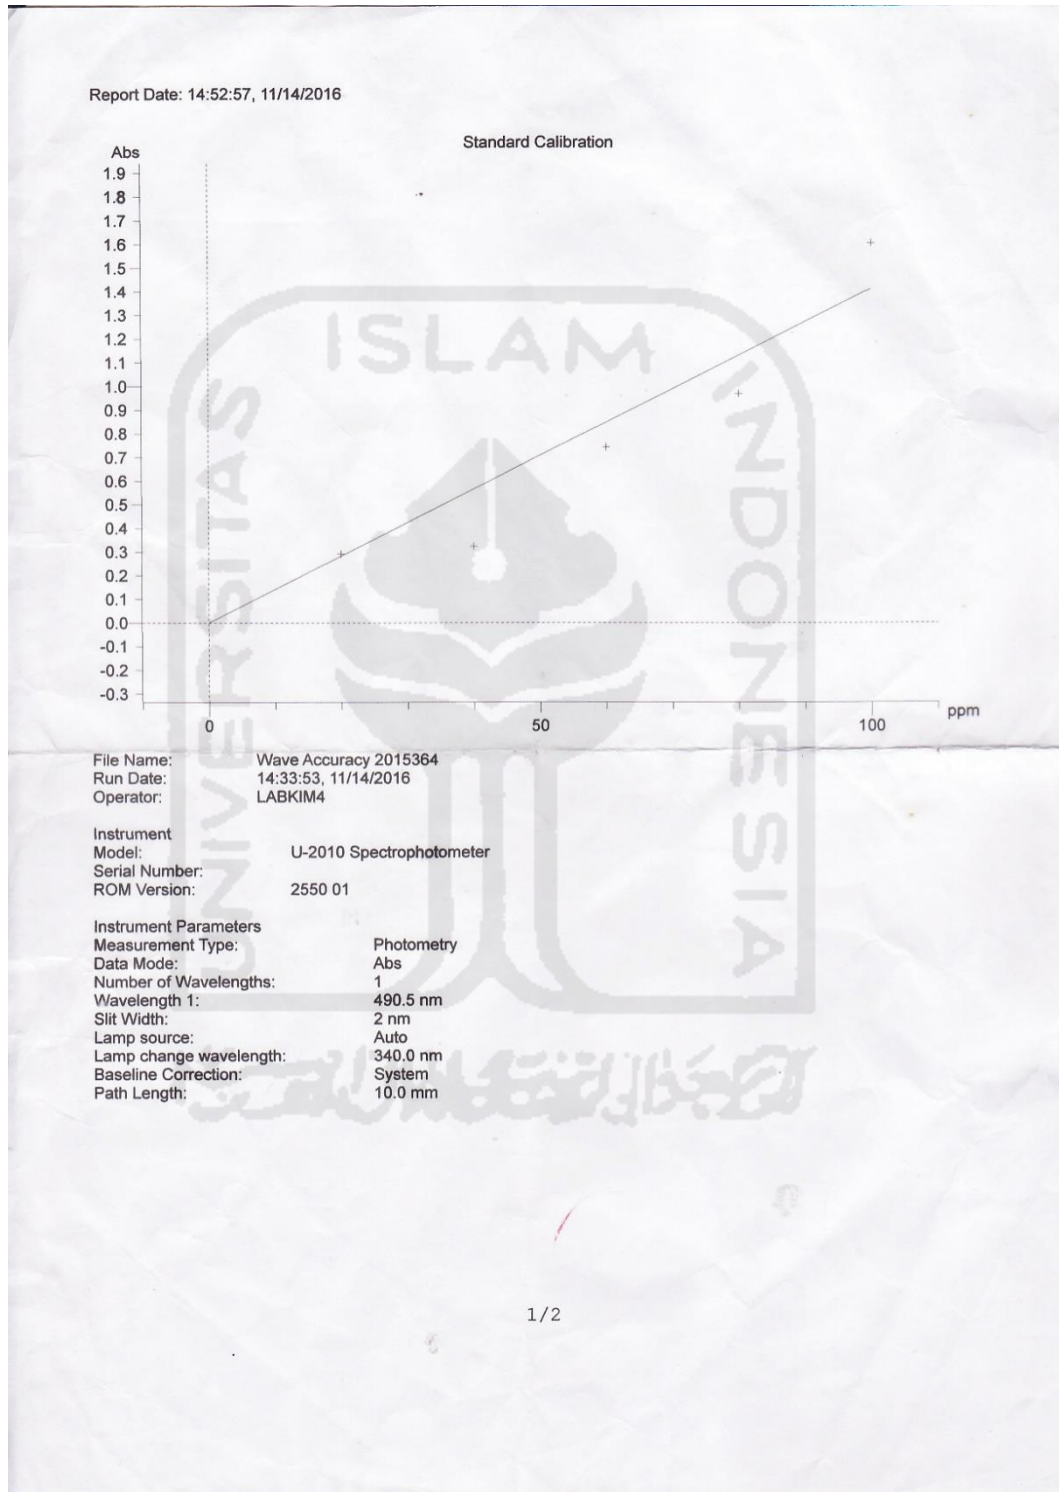 Report Date: 14:52:57, 11/14/2016
Standard Calibration
Abs
1.9
1.8
1.7
1.6
1.5
1.4
1.3
1.2
1.1
1.0
0.9
0.8
0.7
0.6
0.5
0.4
0.3
0.2
0.1
0.0
-0.1
-0.2
-0.3
0 50 100 ppm
UNIVERSITAS ISLAM INDONESIA
File Name: Wave Accuracy 2015364
Run Date: 14:33:53, 11/14/2016
Operator: LABKIM4
Instrument
Model: U-2010 Spectrophotometer
Serial Number:
ROM Version: 2550 01
Instrument Parameters
Measurement Type: Photometry
Data Mode: Abs
Number of Wavelengths: 1
Wavelength 1: 490.5 nm
Slit Width: 2 nm
Lamp source: Auto
Lamp change wavelength: 340.0 nm
Baseline Correction: System
Path Length: 10.0 mm
1/2